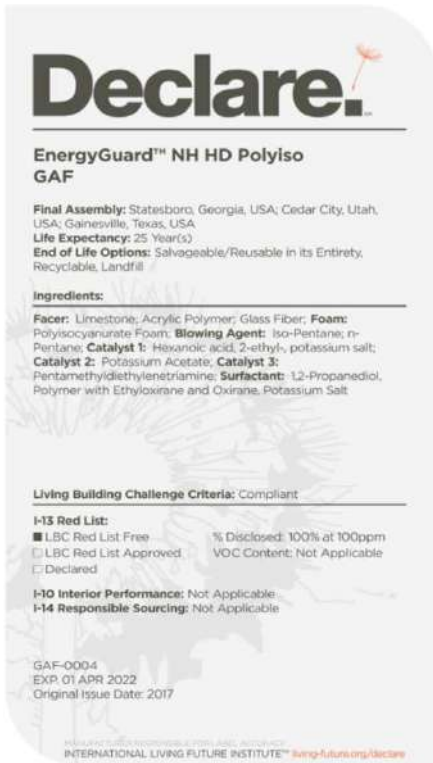 Declare.
EnergyGuard™ NH HD Polyiso
GAF
Final Assembly: Statesboro, Georgia, USA; Cedar City, Utah,
USA; Gainesville, Texas, USA
Life Expectancy: 25 Year(s)
End of Life Options: Salvageable/Reusable in its Entirety,
Recyclable, Landfill
Ingredients:
Facer: Limestone; Acrylic Polymer; Glass Fiber; Foam:
Polyisocyanurate Foam; Blowing Agent: Iso-Pentane; n-
Pentane; Catalyst 1: Hexanoic acid, 2-ethyl-, potassium salt;
Catalyst 2: Potassium Acetate; Catalyst 3:
Pentamethyldiethylenetriamine; Surfactant: 1,2-Propanediol,
Polymer with Ethyloxirane and Oxirane, Potassium Salt
Living Building Challenge Criteria: Compliant
I-13 Red List:
■ LBC Red List Free % Disclosed: 100% at 100ppm
□ LBC Red List Approved VOC Content: Not Applicable
□ Declared
I-10 Interior Performance: Not Applicable
I-14 Responsible Sourcing: Not Applicable
GAF-0004
EXP. 01 APR 2022
Original Issue Date: 2017
MANUFACTURER RESPONSIBLE FOR LABEL ACCURACY
INTERNATIONAL LIVING FUTURE INSTITUTE™ living-future.org/declare